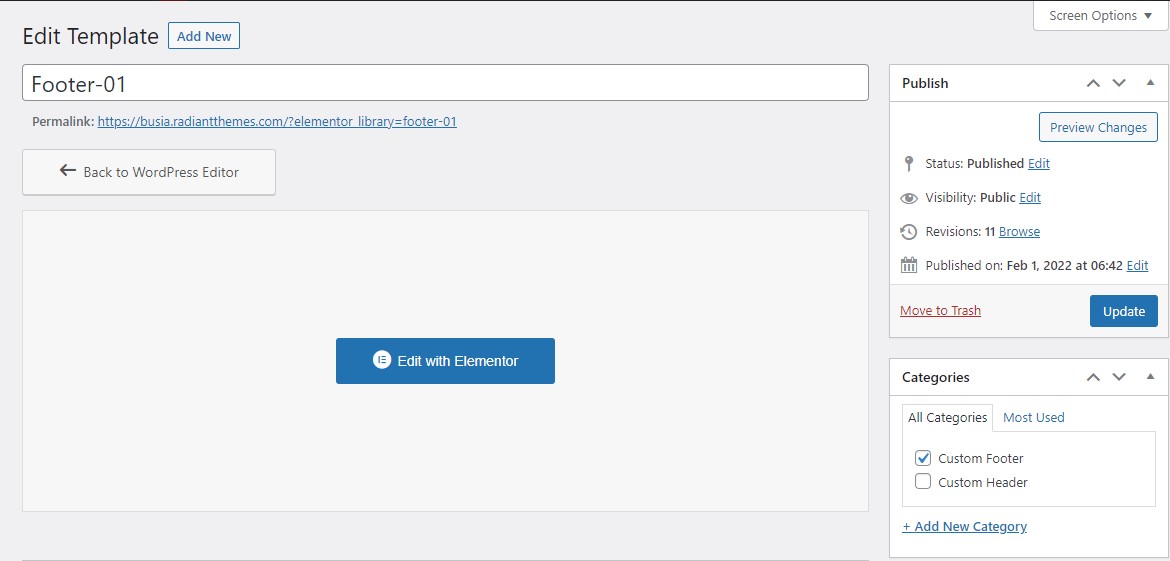 Screen Options ▼
Edit Template Add New
Footer-01
Permalink: https://busia.radiantthemes.com/?elementor_library=footer-01
Back to WordPress Editor
Edit with Elementor
Publish
Preview Changes
Status: Published Edit
Visibility: Public Edit
Revisions: 11 Browse
Published on: Feb 1, 2022 at 06:42 Edit
Move to Trash Update
Categories
All Categories Most Used
Custom Footer
Custom Header
+ Add New Category